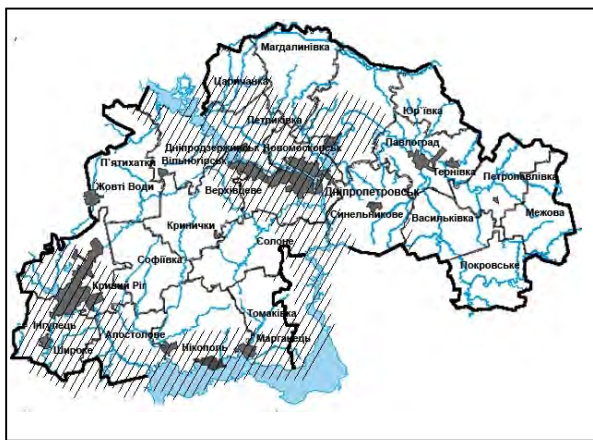 Магдалинівка
Царичанка
Юр'ївка
Петриківка
Павлоград
Дніпродзержинськ
Новомосковськ
Вільногірськ
П'ятихатка
Тернівка
Петропавлівка
Жовті Води
Верхівцеве
Дніпропетровськ
Синельникове
Васильківка
Межова
Кринички
Солоне
Софіївка
Покровське
Кривий Ріг
Томаківка
Інгулець
Апостолове
Марганець
Широке
Нікополь